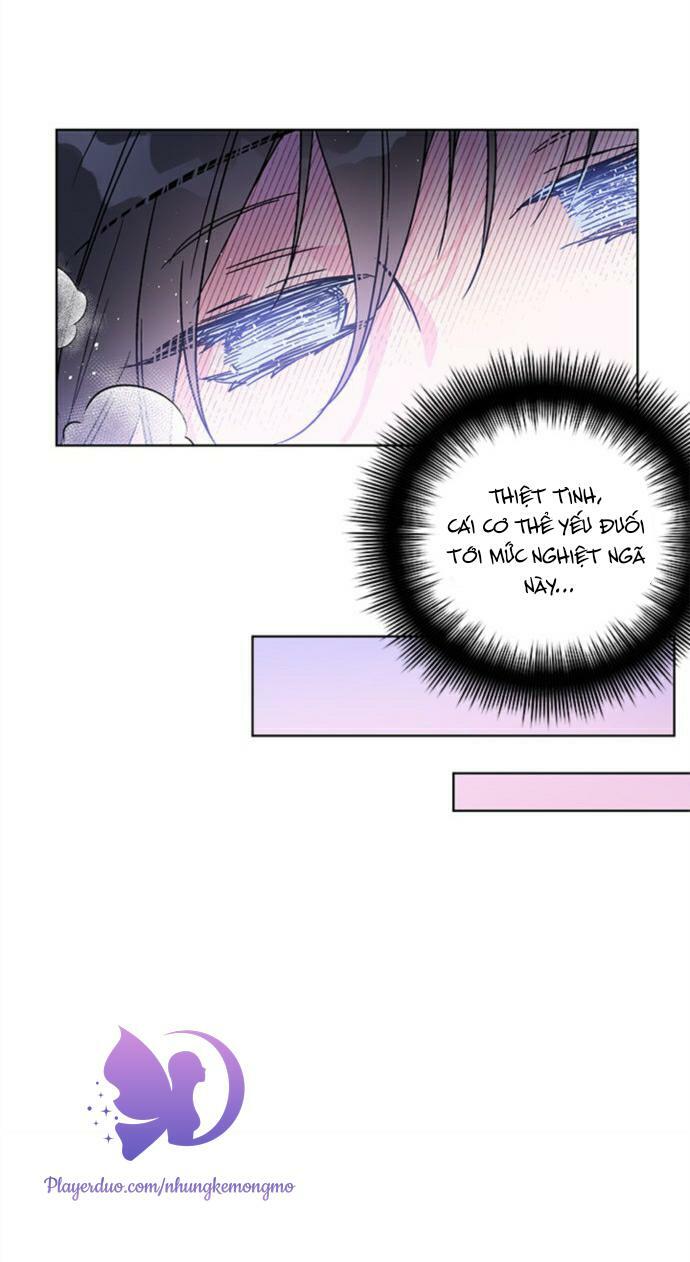 THIỆT TÌNH,
CÁI CƠ THỂ YẾU ĐUỐI
TỚI MỨC NGHIỆT NGÃ
NÀY...
Playerduo.com/nhungkemongmo